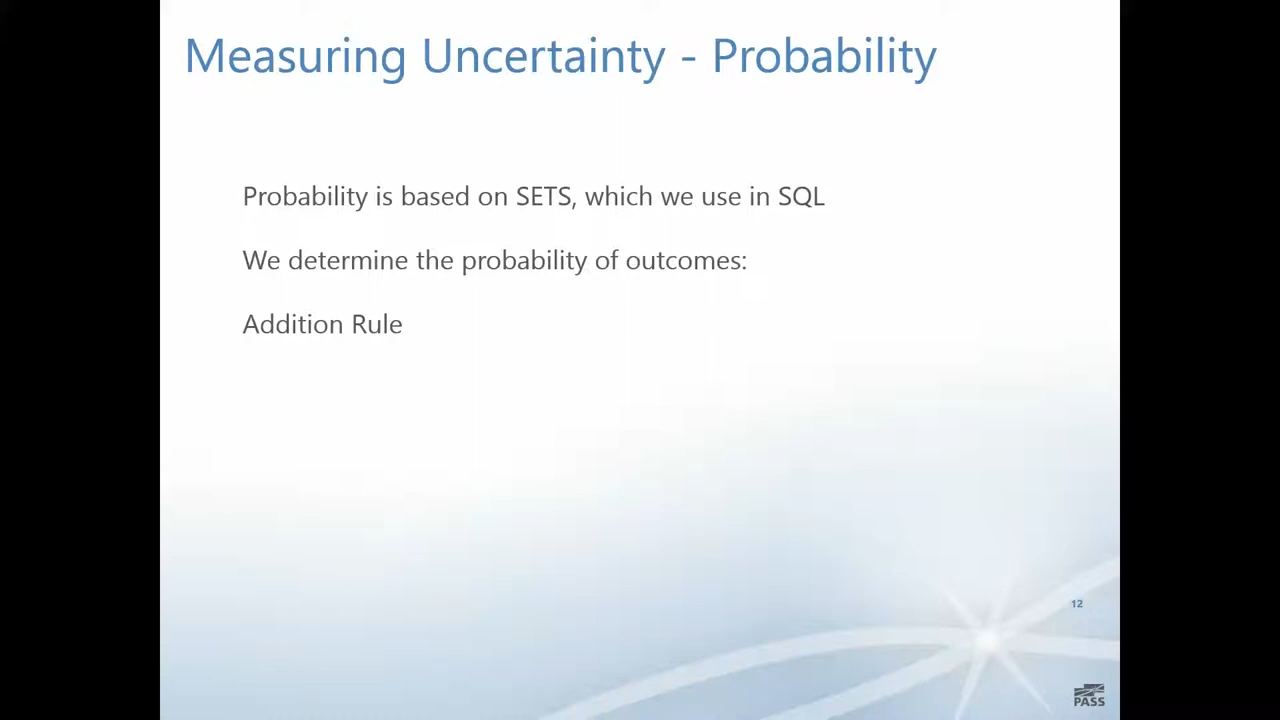 Measuring Uncertainty - Probability
Probability is based on SETS, which we use in SQL
We determine the probability of outcomes:
Addition Rule
12
PASS